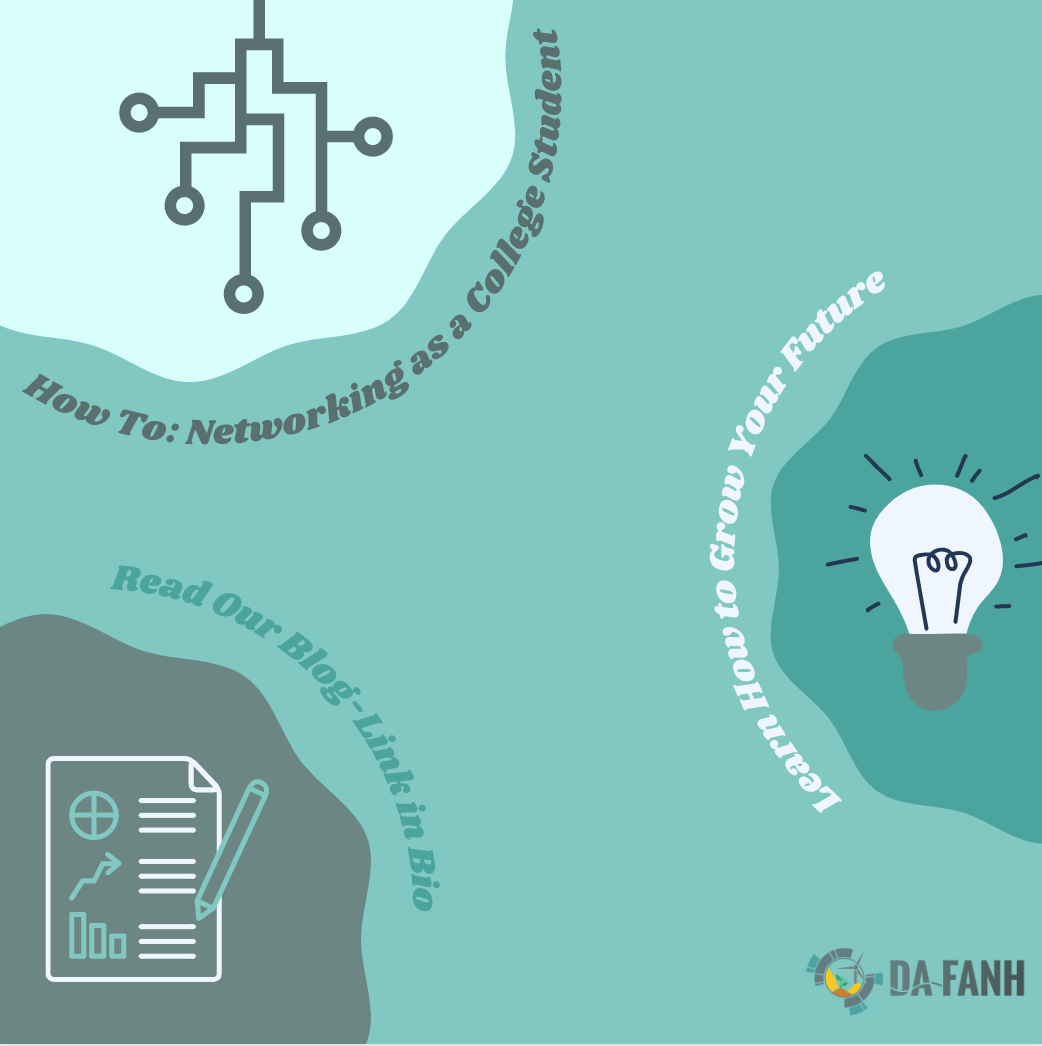 How To: Networking as a College Student
Learn How to Grow Your Future
Read Our Blog-Link in Bio
DA-FANH